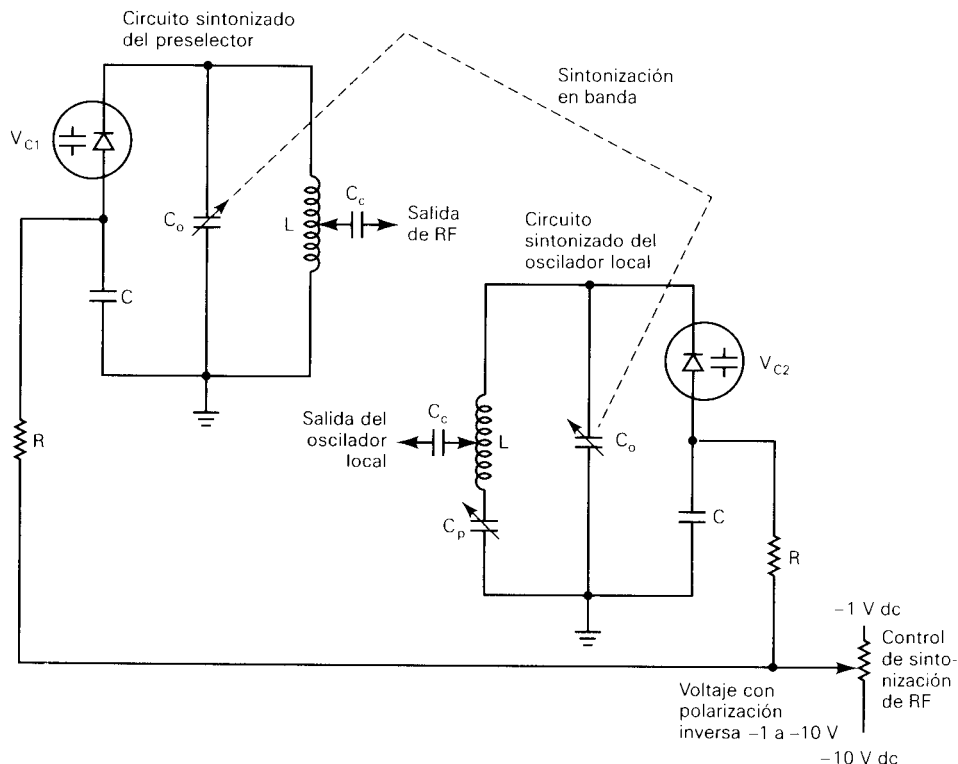 Circuito sintonizado
del preselector
Sintonización
en banda
V_C1
C_o
L
C_c
Salida
de RF
C
R
Circuito
sintonizado del
oscilador local
V_C2
Salida del
oscilador
local
C_c
L
C_o
C_p
C
R
−1 V dc
Control
de sinto-
nización
de RF
Voltaje con
polarización
inversa −1 a −10 V
−10 V dc